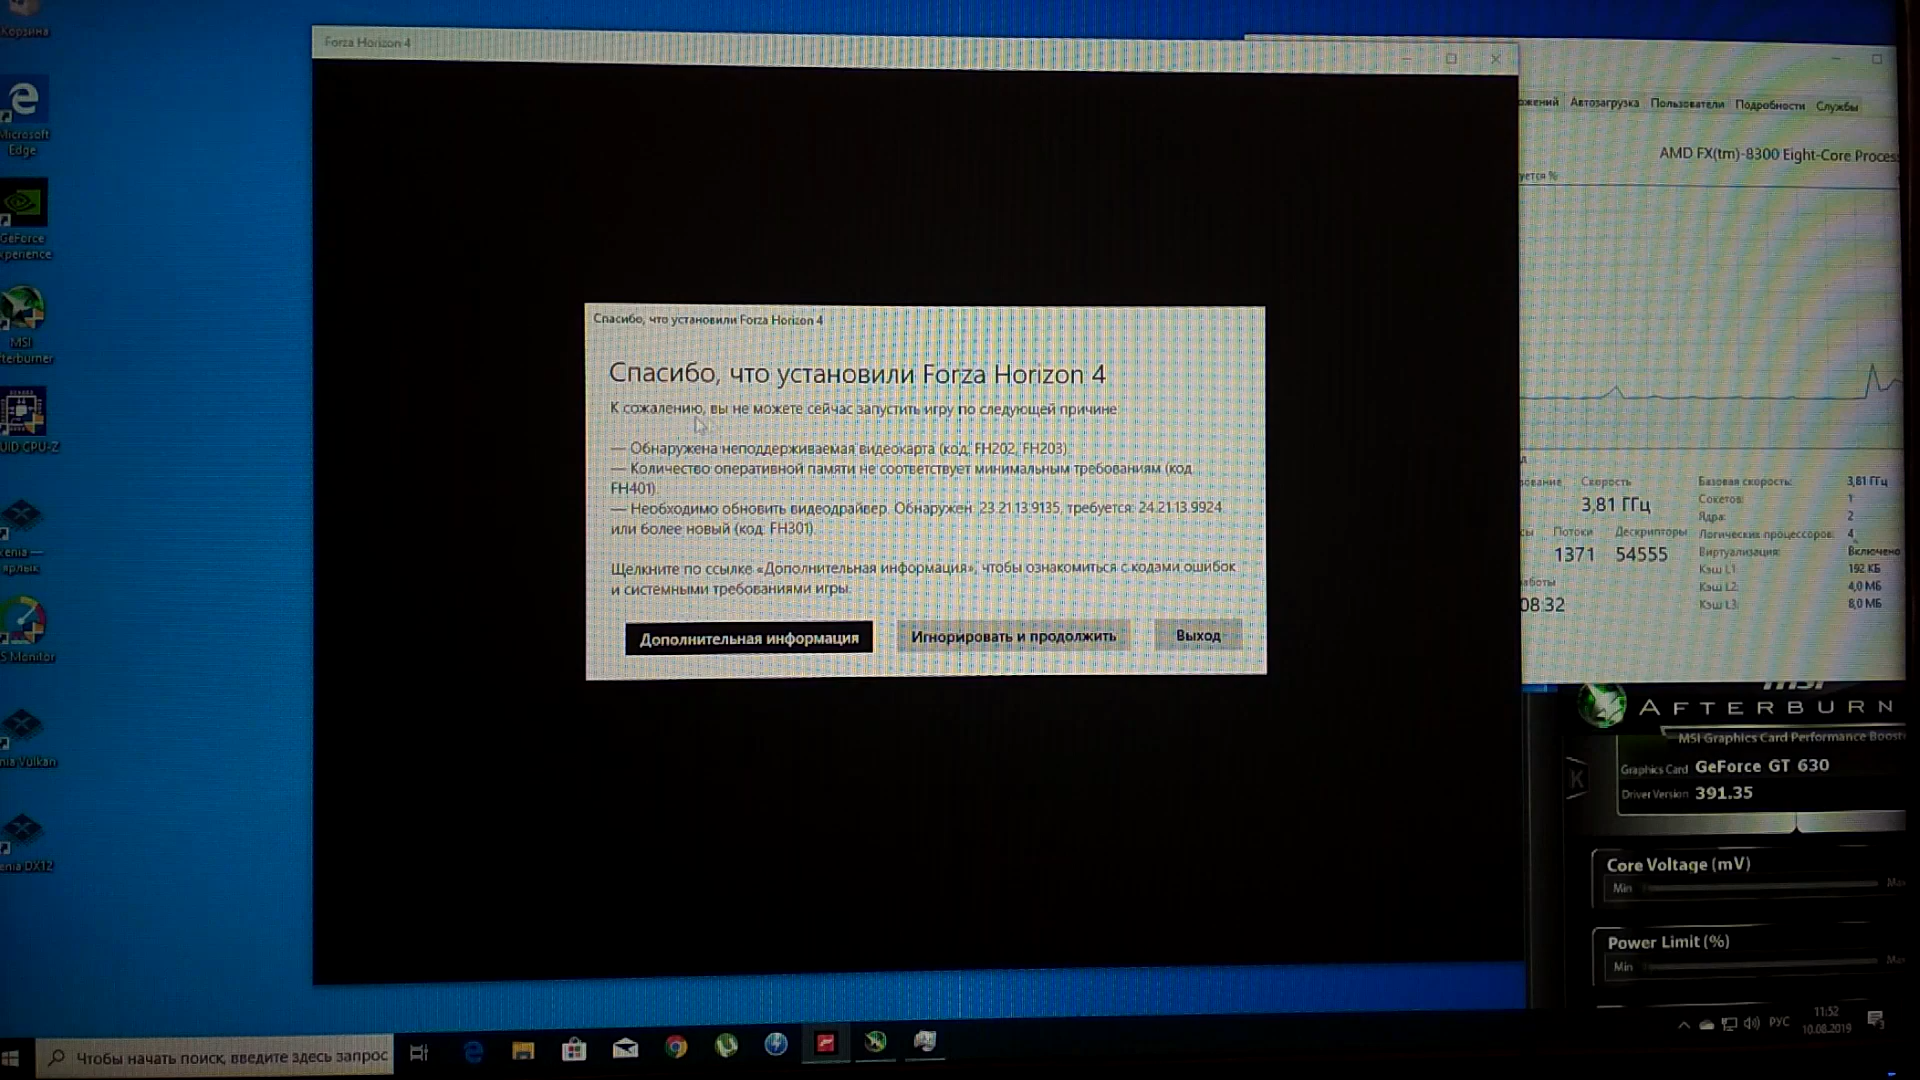 Корзина
Microsoft
Edge
GeForce
MSI
Forza Horizon 4
Автозагрузка Пользователи Подробности Службы
AMD FX(tm)-8300 Eight-Core
Спасибо, что установили Forza Horizon 4
Спасибо, что установили Forza Horizon 4
К сожалению, вы не можете сейчас запустить игру по следующей причине
— Обнаружена неподдерживаемая видеокарта (код: FH202, FH203)
— Количество оперативной памяти не соответствует минимальным требованиям (код
FH401)
— Необходимо обновить видеодрайвер. Обнаружен: 23.21.13.9135, требуется: 24.21.13.9924
или более новый (код: FH301).
Щелкните по ссылке «Дополнительная информация», чтобы ознакомиться с кодами ошибок
и системными требованиями игры.
Дополнительная информация
Игнорировать и продолжить
Выход
Скорость
3,81 ГГц
Потоки Дескрипторы
1371 54555
08:32
Базовая скорость: 3,81 ГГц
Сокетов: 1
Ядра: 2
Логических процессоров: 4
Виртуализация: Включено
Кэш L1: 192 КБ
Кэш L2: 4,0 МБ
Кэш L3: 8,0 МБ
AFTERBURN
MSI Graphics Card Performance
Graphics Card GeForce GT 630
Driver Version 391.35
K
Core Voltage (mV)
Min
Power Limit (%)
Min
Чтобы начать поиск, введите здесь запрос
РУС
11:52
10.08.2019